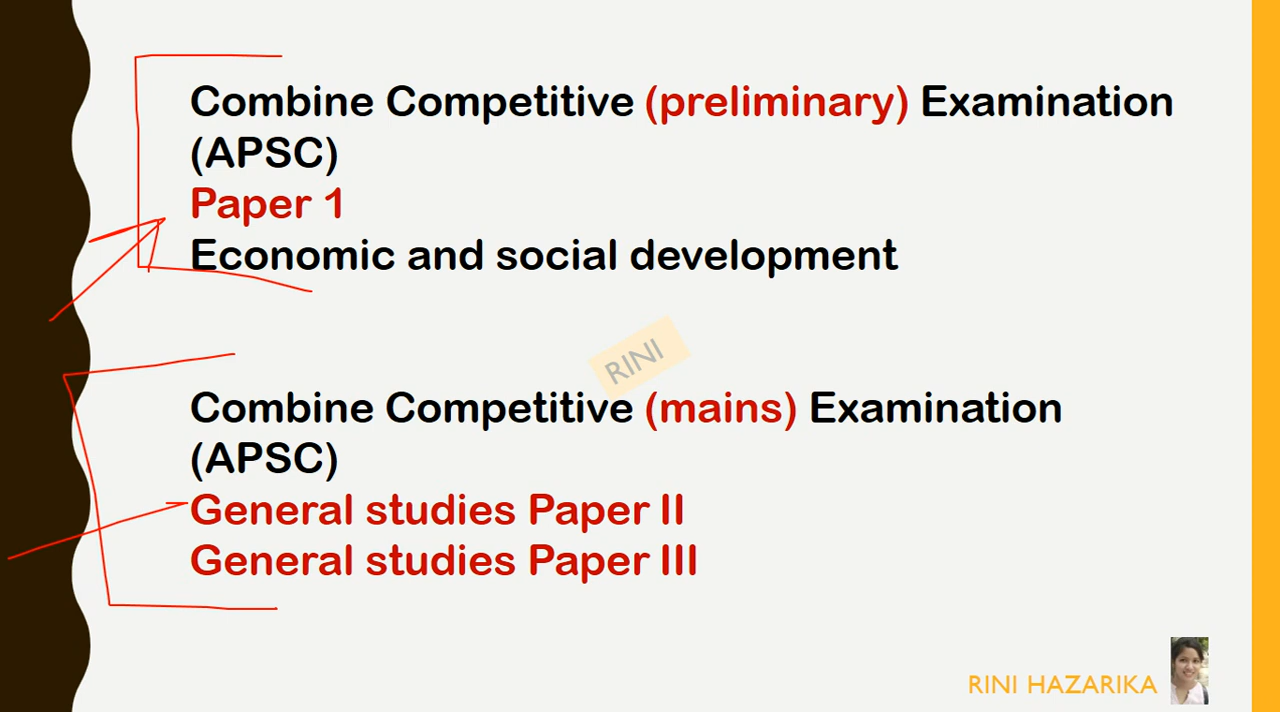 Combine Competitive (preliminary) Examination
(APSC)
Paper 1
Economic and social development
RINI
Combine Competitive (mains) Examination
(APSC)
General studies Paper II
General studies Paper III
RINI HAZARIKA